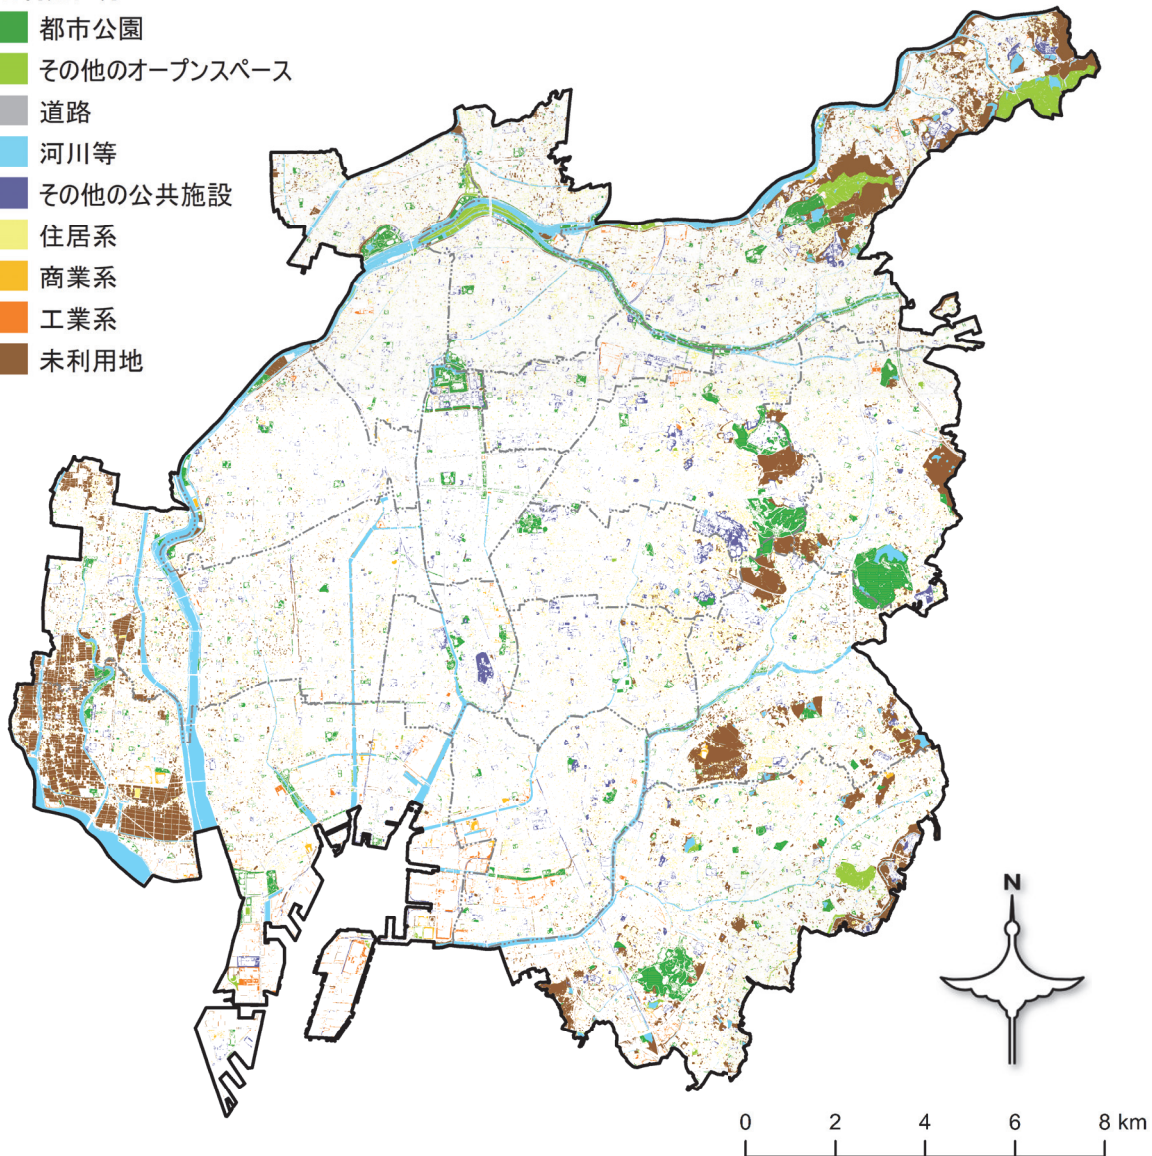 都市公園
その他のオープンスペース
道路
河川等
その他の公共施設
住居系
商業系
工業系
未利用地
N
0 2 4 6 8 km